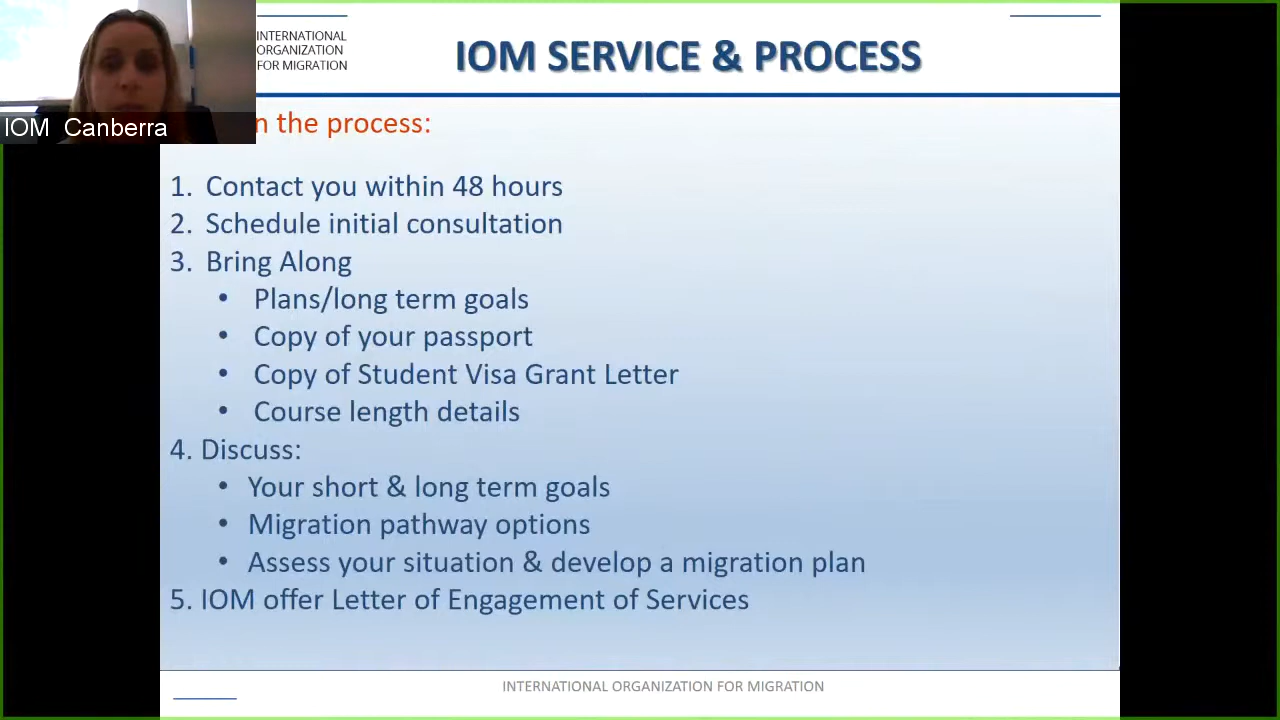 INTERNATIONAL
ORGANIZATION
FOR MIGRATION
IOM SERVICE & PROCESS
IOM Canberra
the process:
1. Contact you within 48 hours
2. Schedule initial consultation
3. Bring Along
• Plans/long term goals
• Copy of your passport
• Copy of Student Visa Grant Letter
• Course length details
4. Discuss:
• Your short & long term goals
• Migration pathway options
• Assess your situation & develop a migration plan
5. IOM offer Letter of Engagement of Services
INTERNATIONAL ORGANIZATION FOR MIGRATION